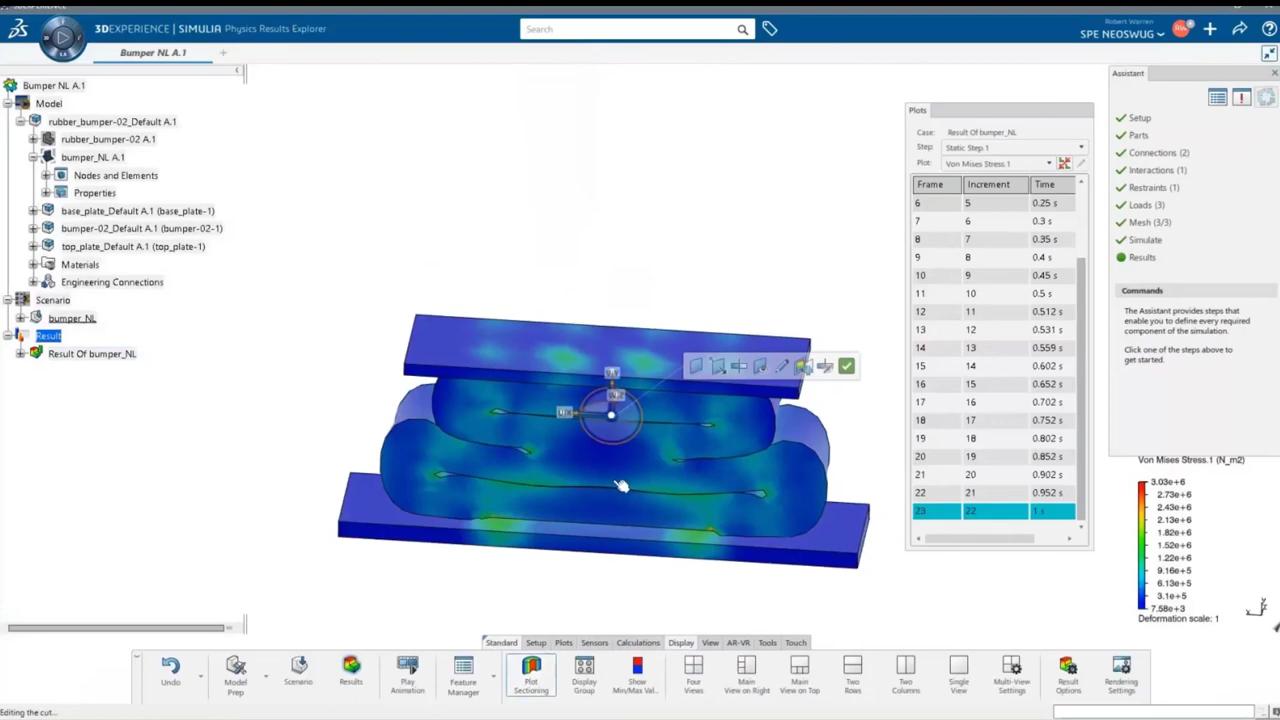 3DEXPERIENCE
3DEXPERIENCE | SIMULIA Physics Results Explorer
Search
Robert Warren
SPE NEOSWUG
Bumper NL A.1
Bumper NL A.1
Model
rubber_bumper-02_Default A.1
rubber_bumper-02 A.1
bumper_NL A.1
Nodes and Elements
Properties
base_plate_Default A.1 (base_plate-1)
bumper-02_Default A.1 (bumper-02-1)
top_plate_Default A.1 (top_plate-1)
Materials
Engineering Connections
Scenario
bumper_NL
Result
Result Of bumper_NL
Plots
Case: Result Of bumper_NL
Step: Static Step.1
Plot: Von Mises Stress.1
Frame Increment Time
6 5 0.25 s
7 6 0.3 s
8 7 0.35 s
9 8 0.4 s
10 9 0.45 s
11 10 0.5 s
12 11 0.512 s
13 12 0.531 s
14 13 0.559 s
15 14 0.602 s
16 15 0.652 s
17 16 0.702 s
18 17 0.752 s
19 18 0.802 s
20 19 0.852 s
21 20 0.902 s
22 21 0.952 s
23 22 1 s
Assistant
Setup
Parts
Connections (2)
Interactions (1)
Restraints (1)
Loads (3)
Mesh (3/3)
Simulate
Results
Commands
The Assistant provides steps that
enable you to define every required
component of the simulation.
Click one of the steps above to
get started.
Von Mises Stress.1 (N_m2)
3.03e+6
2.73e+6
2.43e+6
2.13e+6
1.82e+6
1.52e+6
1.22e+6
9.16e+5
6.13e+5
3.1e+5
7.58e+3
Deformation scale: 1
Standard Setup Plots Sensors Calculations Display View AR-VR Tools Touch
Undo
Model
Prep
Scenario
Results
Play
Animation
Feature
Manager
Plot
Sectioning
Display
Group
Show
Min/Max Val...
Four
Views
Main
View on Right
Main
View on Top
Two
Rows
Two
Columns
Single
View
Multi-View
Settings
Result
Options
Rendering
Settings
Editing the cut...